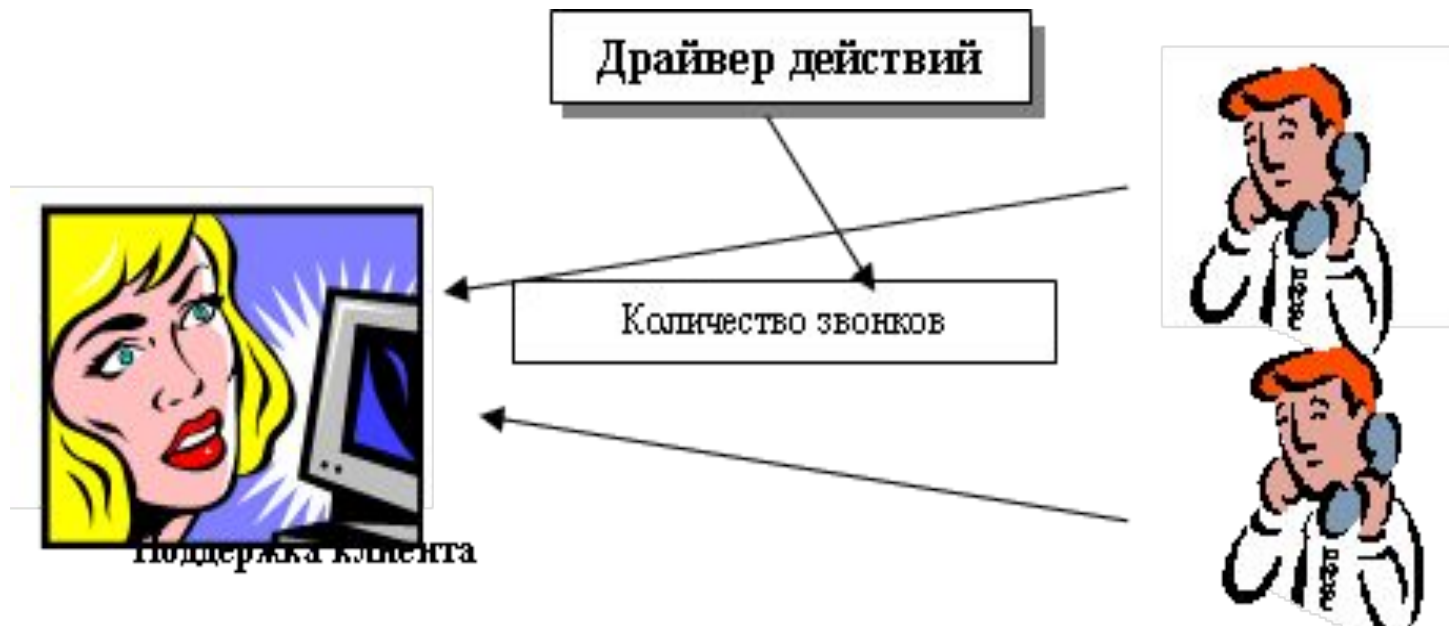 Драйвер действий
Количество звонков
Поддержка клиента